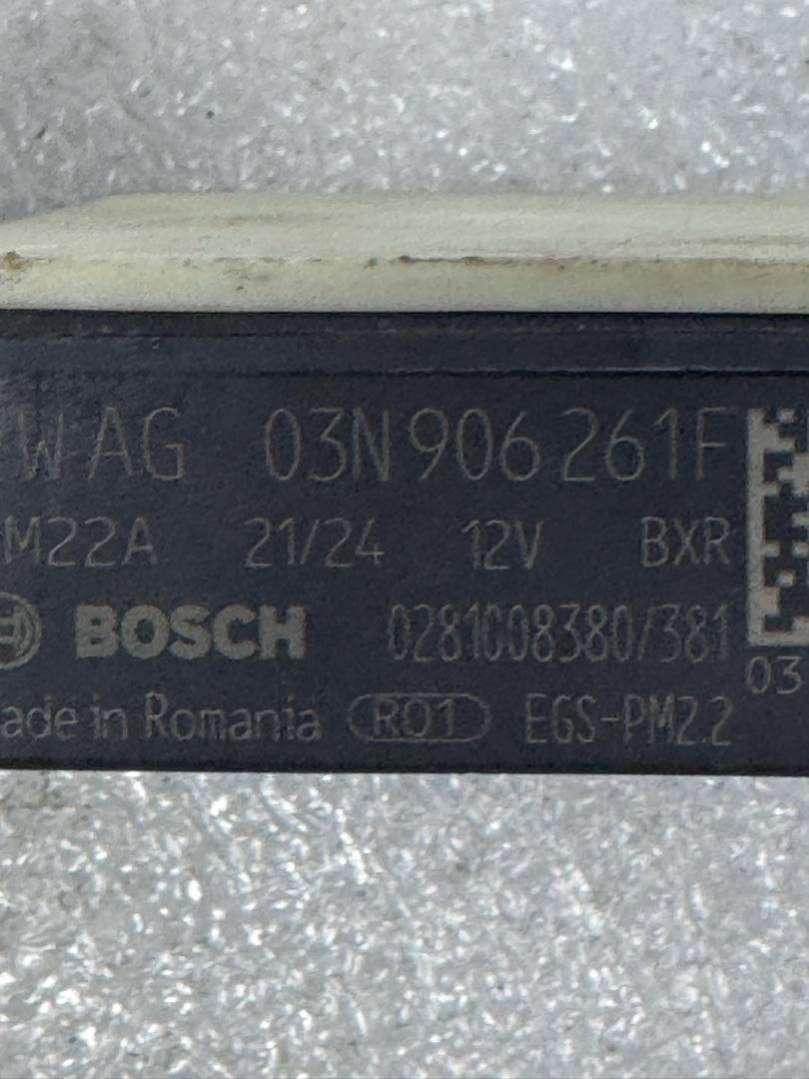 WAG 03N 906 261F
M22A 21/24 12V BXR
BOSCH 0281008380/381
03
ade in Romania R01 EGS-PM2.2